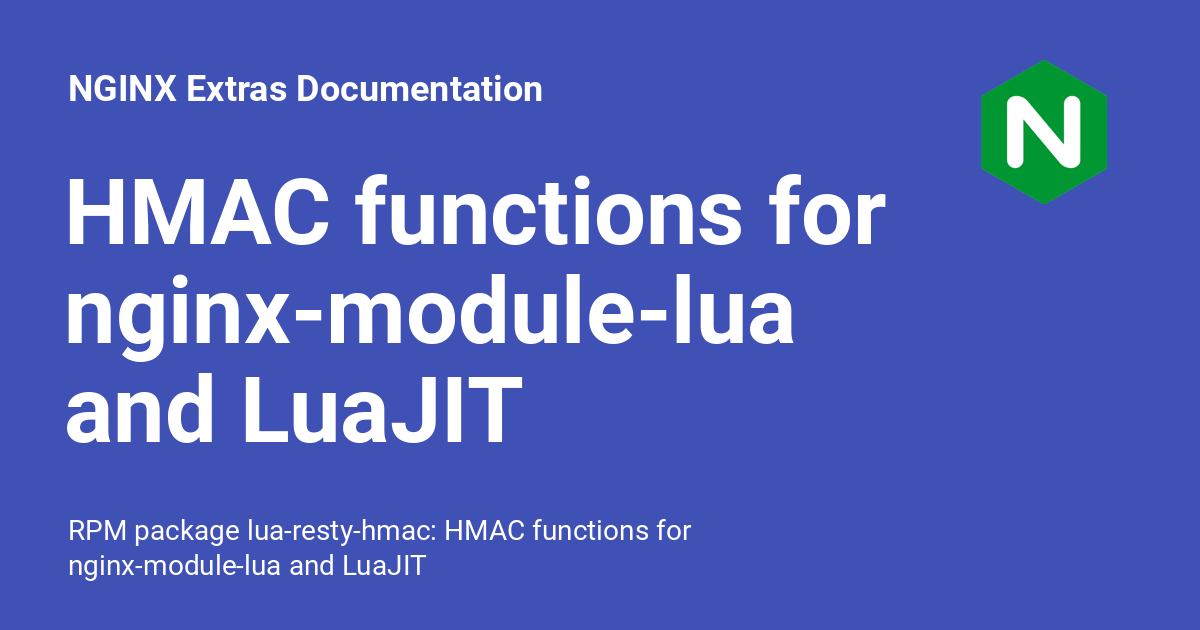 NGINX Extras Documentation
N
HMAC functions for
nginx-module-lua
and LuaJIT
RPM package lua-resty-hmac: HMAC functions for
nginx-module-lua and LuaJIT